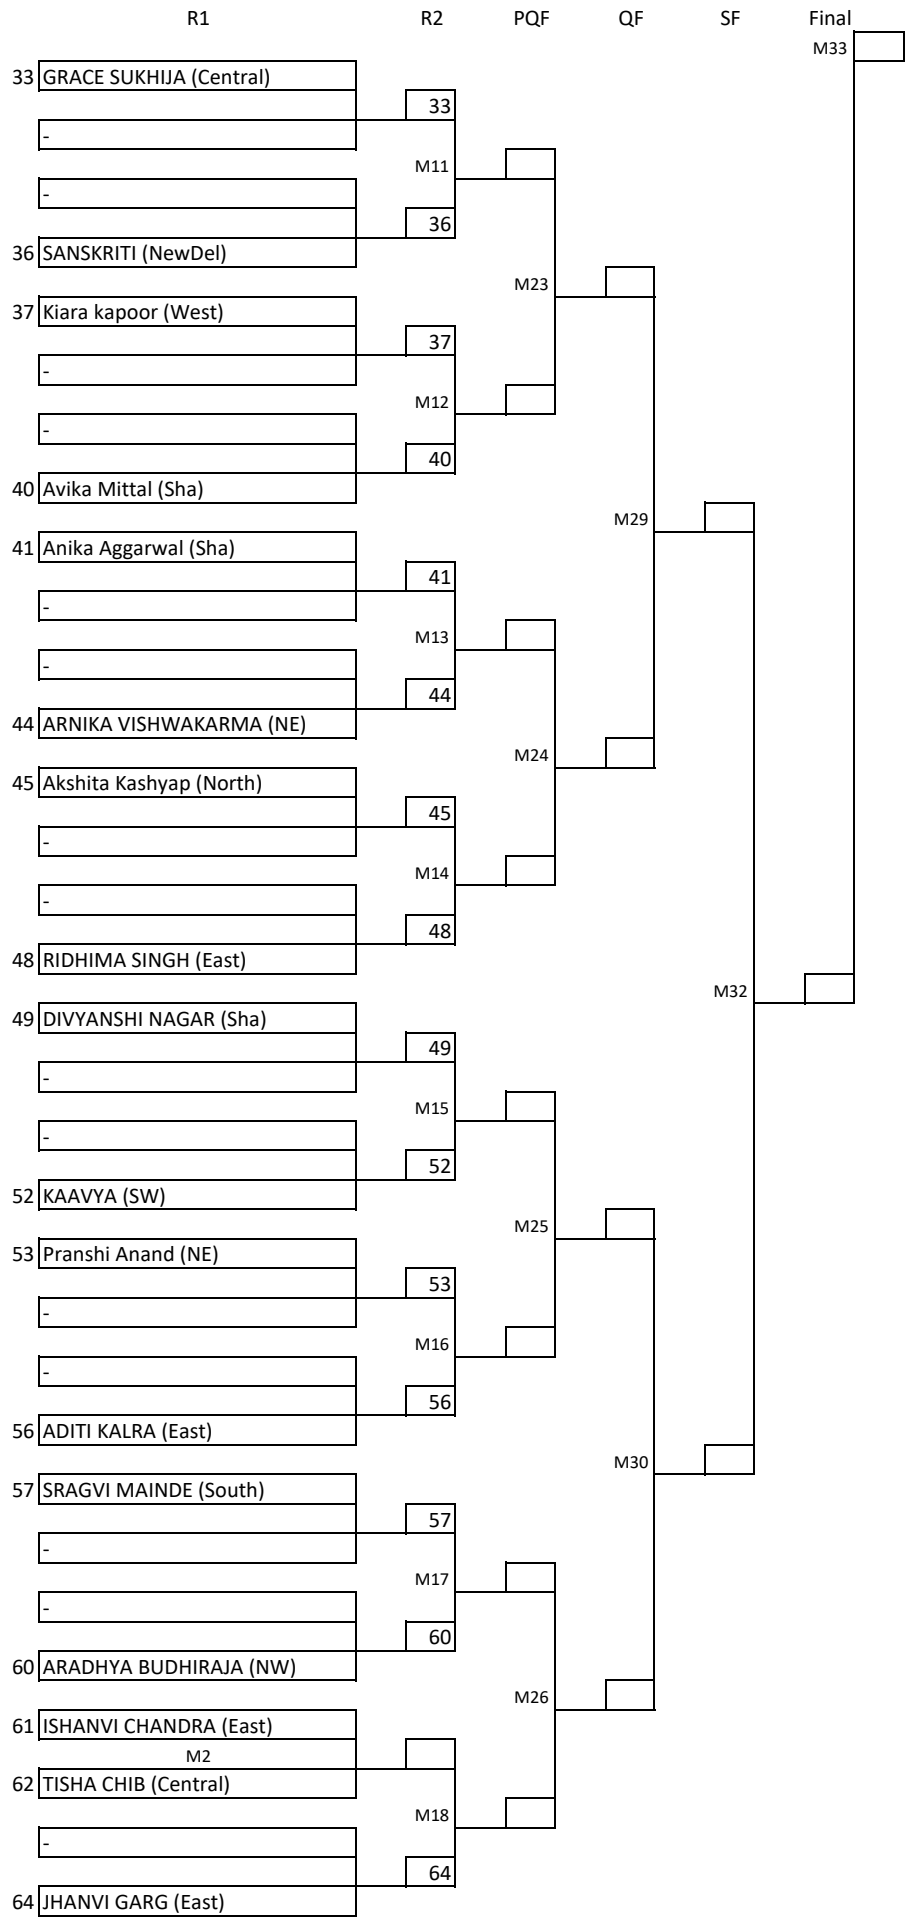 R1 R2 PQF QF SF Final
M33
33 GRACE SUKHIJA (Central)
33
-
M11
-
36
36 SANSKRITI (NewDel)
M23
37 Kiara kapoor (West)
37
-
M12
-
40
40 Avika Mittal (Sha)
M29
41 Anika Aggarwal (Sha)
41
-
M13
-
44
44 ARNIKA VISHWAKARMA (NE)
M24
45 Akshita Kashyap (North)
45
-
M14
-
48
48 RIDHIMA SINGH (East)
M32
49 DIVYANSHI NAGAR (Sha)
49
-
M15
-
52
52 KAAVYA (SW)
M25
53 Pranshi Anand (NE)
53
-
M16
-
56
56 ADITI KALRA (East)
M30
57 SRAGVI MAINDE (South)
57
-
M17
-
60
60 ARADHYA BUDHIRAJA (NW)
M26
61 ISHANVI CHANDRA (East)
M2
62 TISHA CHIB (Central)
M18
-
64
64 JHANVI GARG (East)